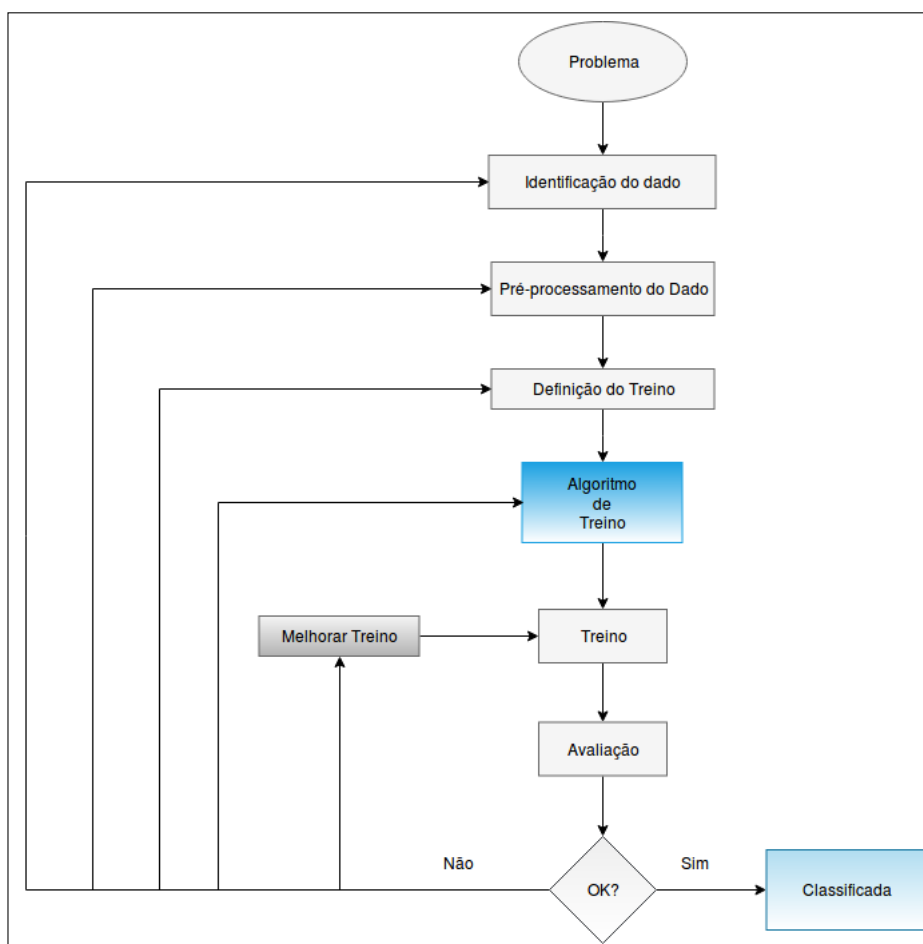 Problema
Identificação do dado
Pré-processamento do Dado
Definição do Treino
Algoritmo
de
Treino
Melhorar Treino
Treino
Avaliação
Não
OK?
Sim
Classificada